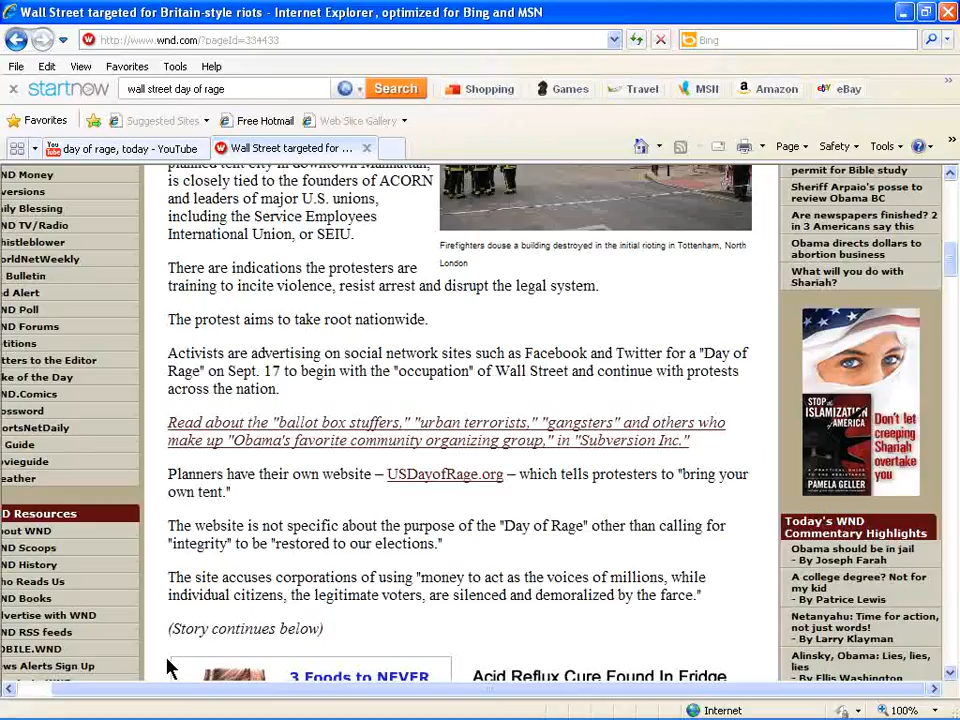 Wall Street targeted for Britain-style riots - Internet Explorer, optimized for Bing and MSN
http://www.wnd.com/?pageId=334433
Bing
File Edit View Favorites Tools Help
startnow wall street day of rage Search Shopping Games Travel MSN Amazon eBay
Favorites Suggested Sites Free Hotmail Web Slice Gallery
day of rage, today - YouTube Wall Street targeted for ... Page Safety Tools
ND Money
versions
ily Blessing
ND TV/Radio
histleblower
orldNetWeekly
Bulletin
d Alert
ND Poll
ND Forums
titions
tters to the Editor
ke of the Day
ND.Comics
ossword
ortsNetDaily
Guide
ovieguide
eather
D Resources
bout WND
ND Scoops
ND History
ho Reads Us
ND Books
dvertise with WND
ND RSS feeds
OBILE.WND
ws Alerts Sign Up
planned tent city in downtown Manhattan,
is closely tied to the founders of ACORN
and leaders of major U.S. unions,
including the Service Employees
International Union, or SEIU.
Firefighters douse a building destroyed in the initial rioting in Tottenham, North
London
There are indications the protesters are
training to incite violence, resist arrest and disrupt the legal system.
The protest aims to take root nationwide.
Activists are advertising on social network sites such as Facebook and Twitter for a "Day of
Rage" on Sept. 17 to begin with the "occupation" of Wall Street and continue with protests
across the nation.
Read about the "ballot box stuffers," "urban terrorists," "gangsters" and others who
make up "Obama's favorite community organizing group," in "Subversion Inc."
Planners have their own website – USDayofRage.org – which tells protesters to "bring your
own tent."
The website is not specific about the purpose of the "Day of Rage" other than calling for
"integrity" to be "restored to our elections."
The site accuses corporations of using "money to act as the voices of millions, while
individual citizens, the legitimate voters, are silenced and demoralized by the farce."
(Story continues below)
3 Foods to NEVER
Acid Reflux Cure Found In Fridge
permit for Bible study
Sheriff Arpaio's posse to
review Obama BC
Are newspapers finished? 2
in 3 Americans say this
Obama directs dollars to
abortion business
What will you do with
Shariah?
STOP THE
ISLAMIZATION
OF AMERICA
PAMELA GELLER
Don't let
creeping
Shariah
overtake
you
Today's WND
Commentary Highlights
Obama should be in jail
- By Joseph Farah
A college degree? Not for
my kid
- By Patrice Lewis
Neutrinos: Time for action,
not just words!
- By Larry Klayman
Alinsky, Obama: Lies, lies,
lies
- By Ellis Washington
Internet 100%